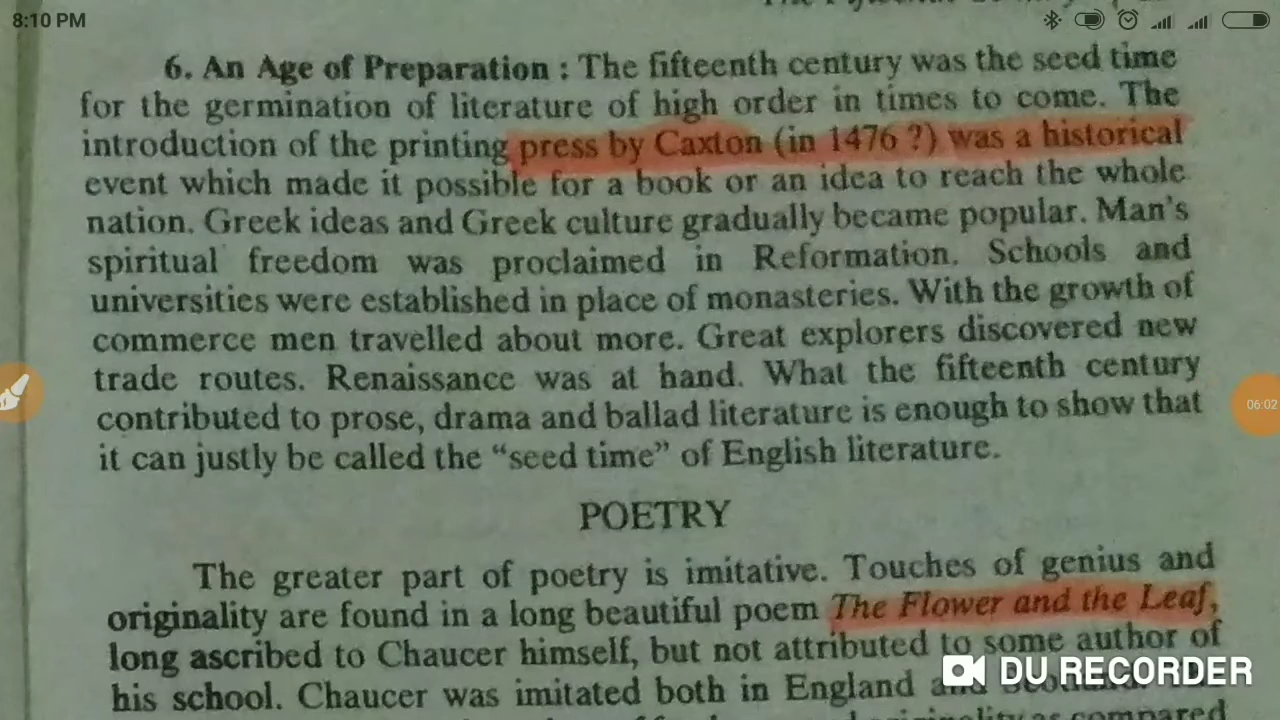 8:10 PM
6. An Age of Preparation : The fifteenth century was the seed time
for the germination of literature of high order in times to come. The
introduction of the printing press by Caxton (in 1476 ?) was a historical
event which made it possible for a book or an idea to reach the whole
nation. Greek ideas and Greek culture gradually became popular. Man's
spiritual freedom was proclaimed in Reformation. Schools and
universities were established in place of monasteries. With the growth of
commerce men travelled about more. Great explorers discovered new
trade routes. Renaissance was at hand. What the fifteenth century
contributed to prose, drama and ballad literature is enough to show that
it can justly be called the “seed time” of English literature.
06:02
POETRY
The greater part of poetry is imitative. Touches of genius and
originality are found in a long beautiful poem The Flower and the Leaf,
long ascribed to Chaucer himself, but not attributed to some author of
his school. Chaucer was imitated both in England and
DU RECORDER
compared